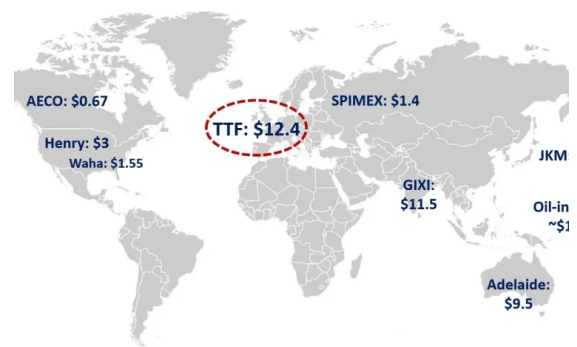 AECO: $0.67
SPIMEX: $1.4
TTF: $12.4
Henry: $3
Waha: $1.55
JKM:
GIXI:
$11.5
Oil-in
~$1
Adelaide:
$9.5